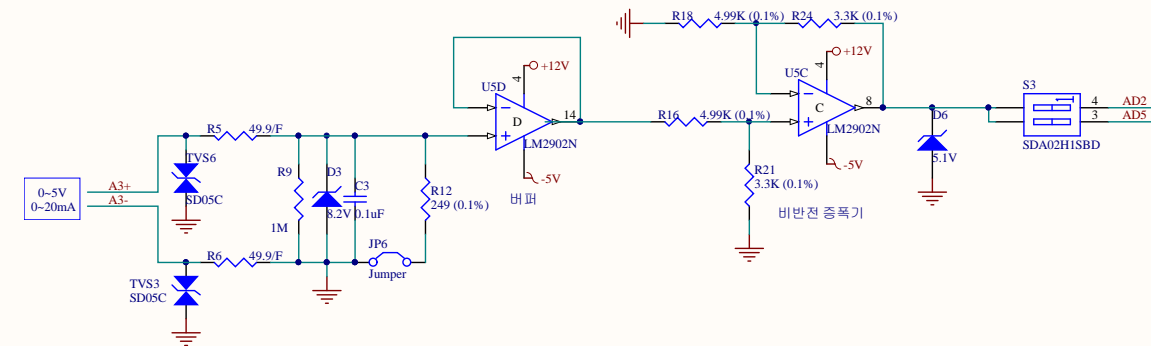 R18 4.99K (0.1%) R24 3.3K (0.1%)
4 +12V
U5D
D 14
LM2902N
-5V
버퍼
4 +12V
U5C
C 8
LM2902N
-5V
비반전 증폭기
R16 4.99K (0.1%)
R21
3.3K (0.1%)
D6
5.1V
S3
1
4 AD2
3 AD5
SDA02H1SBD
R5 49.9/F
TVS6
SD05C
R9
1M
D3
8.2V
C3
0.1uF
R12
249 (0.1%)
0~5V
0~20mA
A3+
A3-
R6 49.9/F
JP6
Jumper
TVS3
SD05C